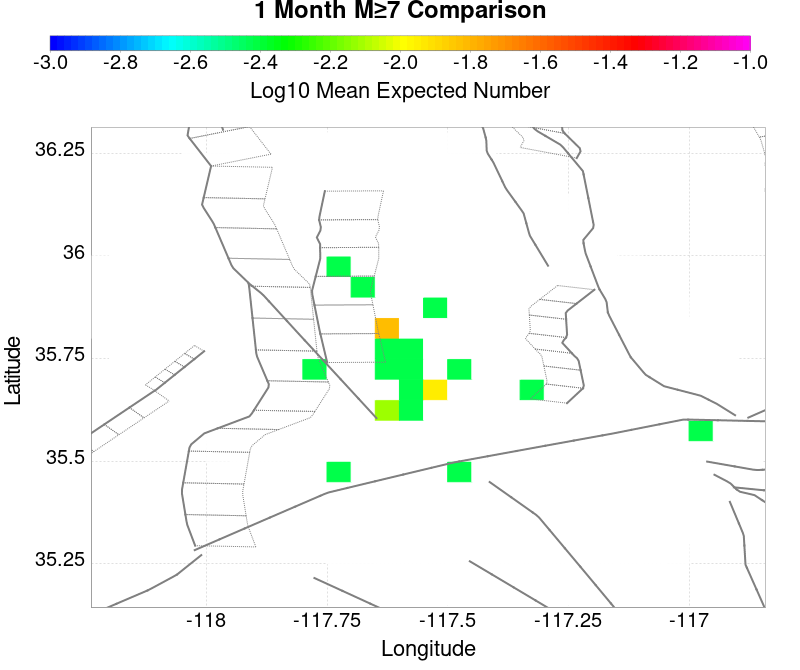 1 Month M≥7 Comparison
-3.0 -2.8 -2.6 -2.4 -2.2 -2.0 -1.8 -1.6 -1.4 -1.2 -1.0
Log10 Mean Expected Number
36.25
36
35.75
35.5
35.25
Latitude
-118 -117.75 -117.5 -117.25 -117
Longitude